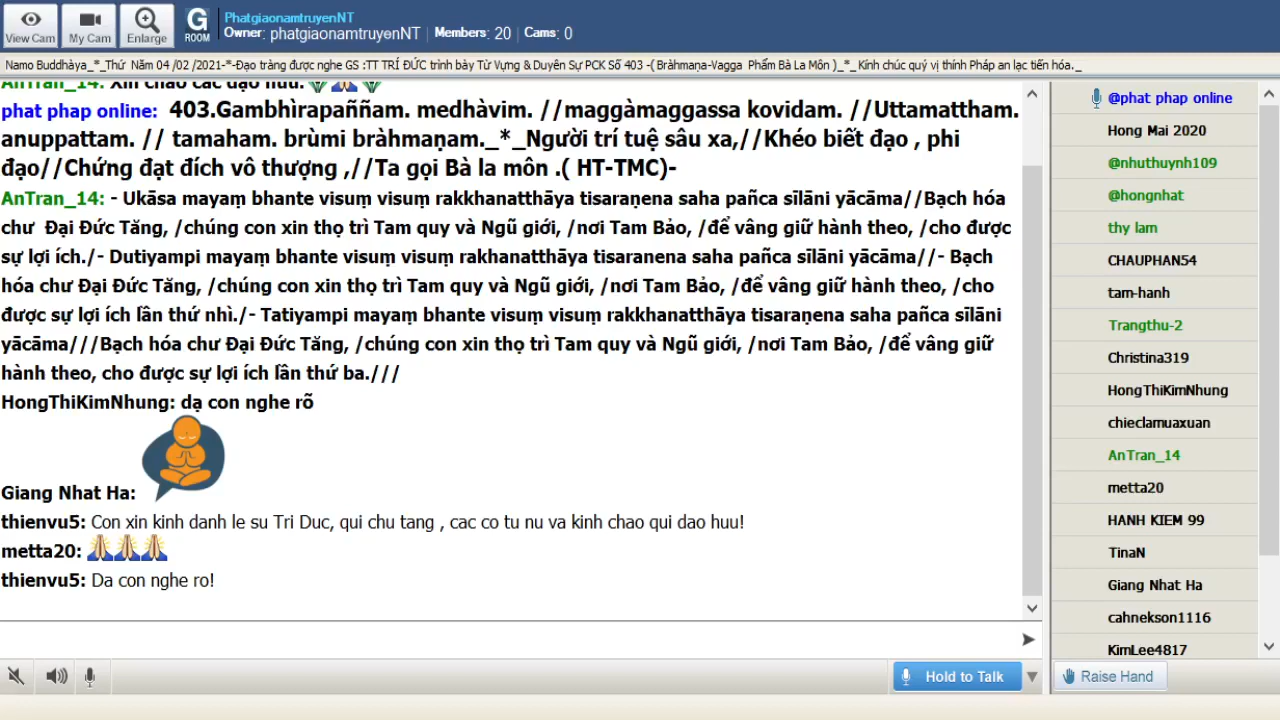 View Cam
My Cam
Enlarge
G
ROOM
PhatgiaonamtruyenNT
Owner: phatgiaonamtruyenNT | Members: 20 | Cams: 0
Namo Buddhàya_*_Thứ Năm 04 /02 /2021-*-Đạo tràng được nghe GS :TT TRÍ ĐỨC trình bày Từ Vựng & Duyên Sự PCK Số 403 -( Bràhmaṇa-Vagga Phẩm Bà La Môn )_*_ Kính chúc quý vị thính Pháp an lạc tiến hóa._
AnTran_14: Xin chào các đạo hữu.
phat phap online: 403.Gambhìrapaññam. medhàvim. //maggàmaggassa kovidam. //Uttamattham.
anuppattam. // tamaham. brùmi bràhmaṇam._*_Người trí tuệ sâu xa,//Khéo biết đạo , phi
đạo//Chứng đạt đích vô thượng ,//Ta gọi Bà la môn .( HT-TMC)-
AnTran_14: - Ukāsa mayaṃ bhante visuṃ visuṃ rakkhanatthāya tisaraṇena saha pañca sīlāni yācāma//Bạch hóa
chư Đại Đức Tăng, /chúng con xin thọ trì Tam quy và Ngũ giới, /nơi Tam Bảo, /để vâng giữ hành theo, /cho được
sự lợi ích./- Dutiyampi mayaṃ bhante visuṃ visuṃ rakhanatthāya tisaranena saha pañca sīlāni yācāma//- Bạch
hóa chư Đại Đức Tăng, /chúng con xin thọ trì Tam quy và Ngũ giới, /nơi Tam Bảo, /để vâng giữ hành theo, /cho
được sự lợi ích lần thứ nhì./- Tatiyampi mayaṃ bhante visuṃ visuṃ rakkhanatthāya tisaraṇena saha pañca sīlāni
yācāma///Bạch hóa chư Đại Đức Tăng, /chúng con xin thọ trì Tam quy và Ngũ giới, /nơi Tam Bảo, /để vâng giữ
hành theo, cho được sự lợi ích lần thứ ba.///
HongThiKimNhung: dạ con nghe rõ
Giang Nhat Ha:
thienvu5: Con xin kinh danh le su Tri Duc, qui chu tang , cac co tu nu va kinh chao qui dao huu!
metta20:
thienvu5: Da con nghe ro!
Hold to Talk
@phat phap online
Hong Mai 2020
@nhuthuynh109
@hongnhat
thy lam
CHAUPHAN54
tam-hanh
Trangthu-2
Christina319
HongThiKimNhung
chieclamuaxuan
AnTran_14
metta20
HANH KIEM 99
TinaN
Giang Nhat Ha
cahnekson1116
KimLee4817
Raise Hand